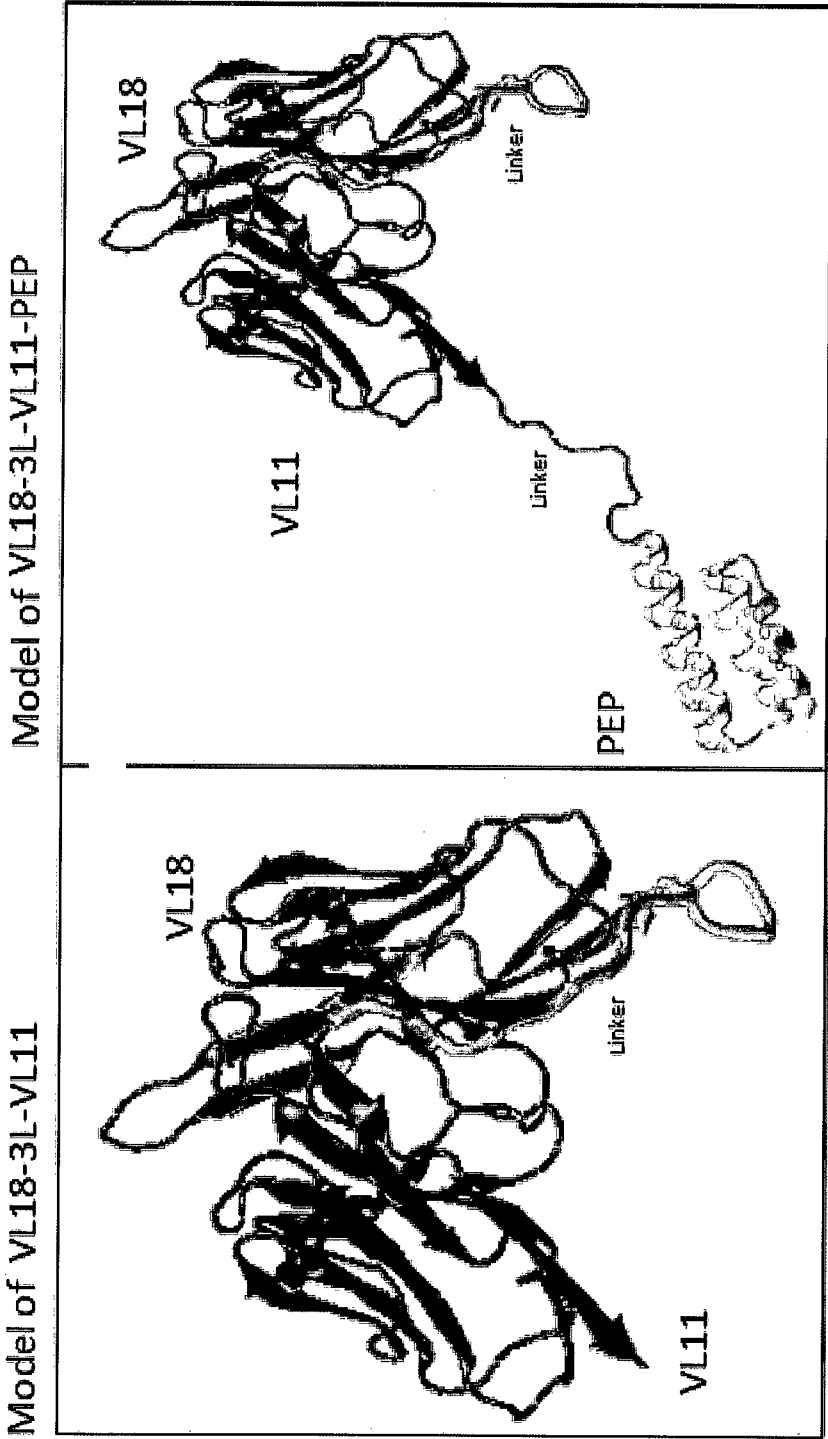 Model of VL18-3L-VL11
VL18
Linker
VL11
Model of VL18-3L-VL11-PEP
VL18
Linker
VL11
Linker
PEP